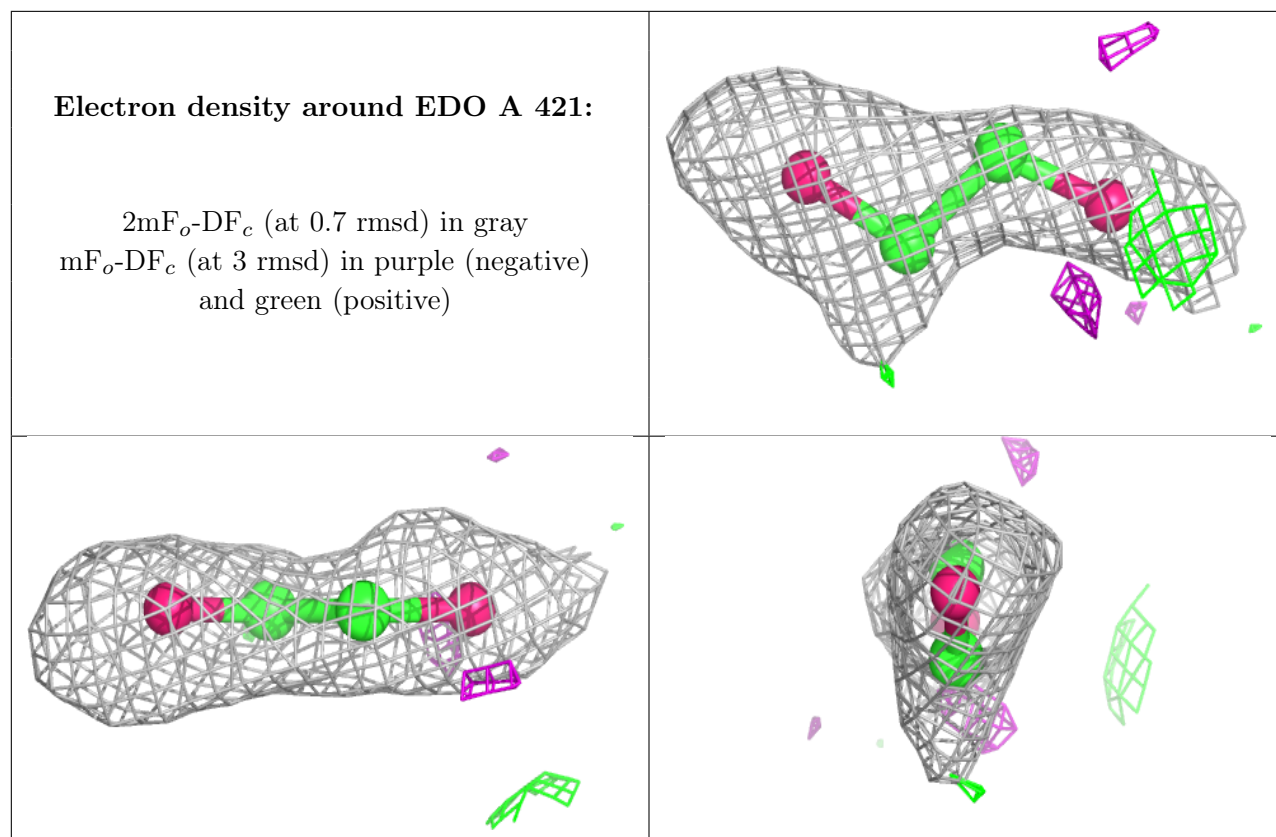 Electron density around EDO A 421:
2mFo-DFc (at 0.7 rmsd) in gray
mFo-DFc (at 3 rmsd) in purple (negative)
and green (positive)